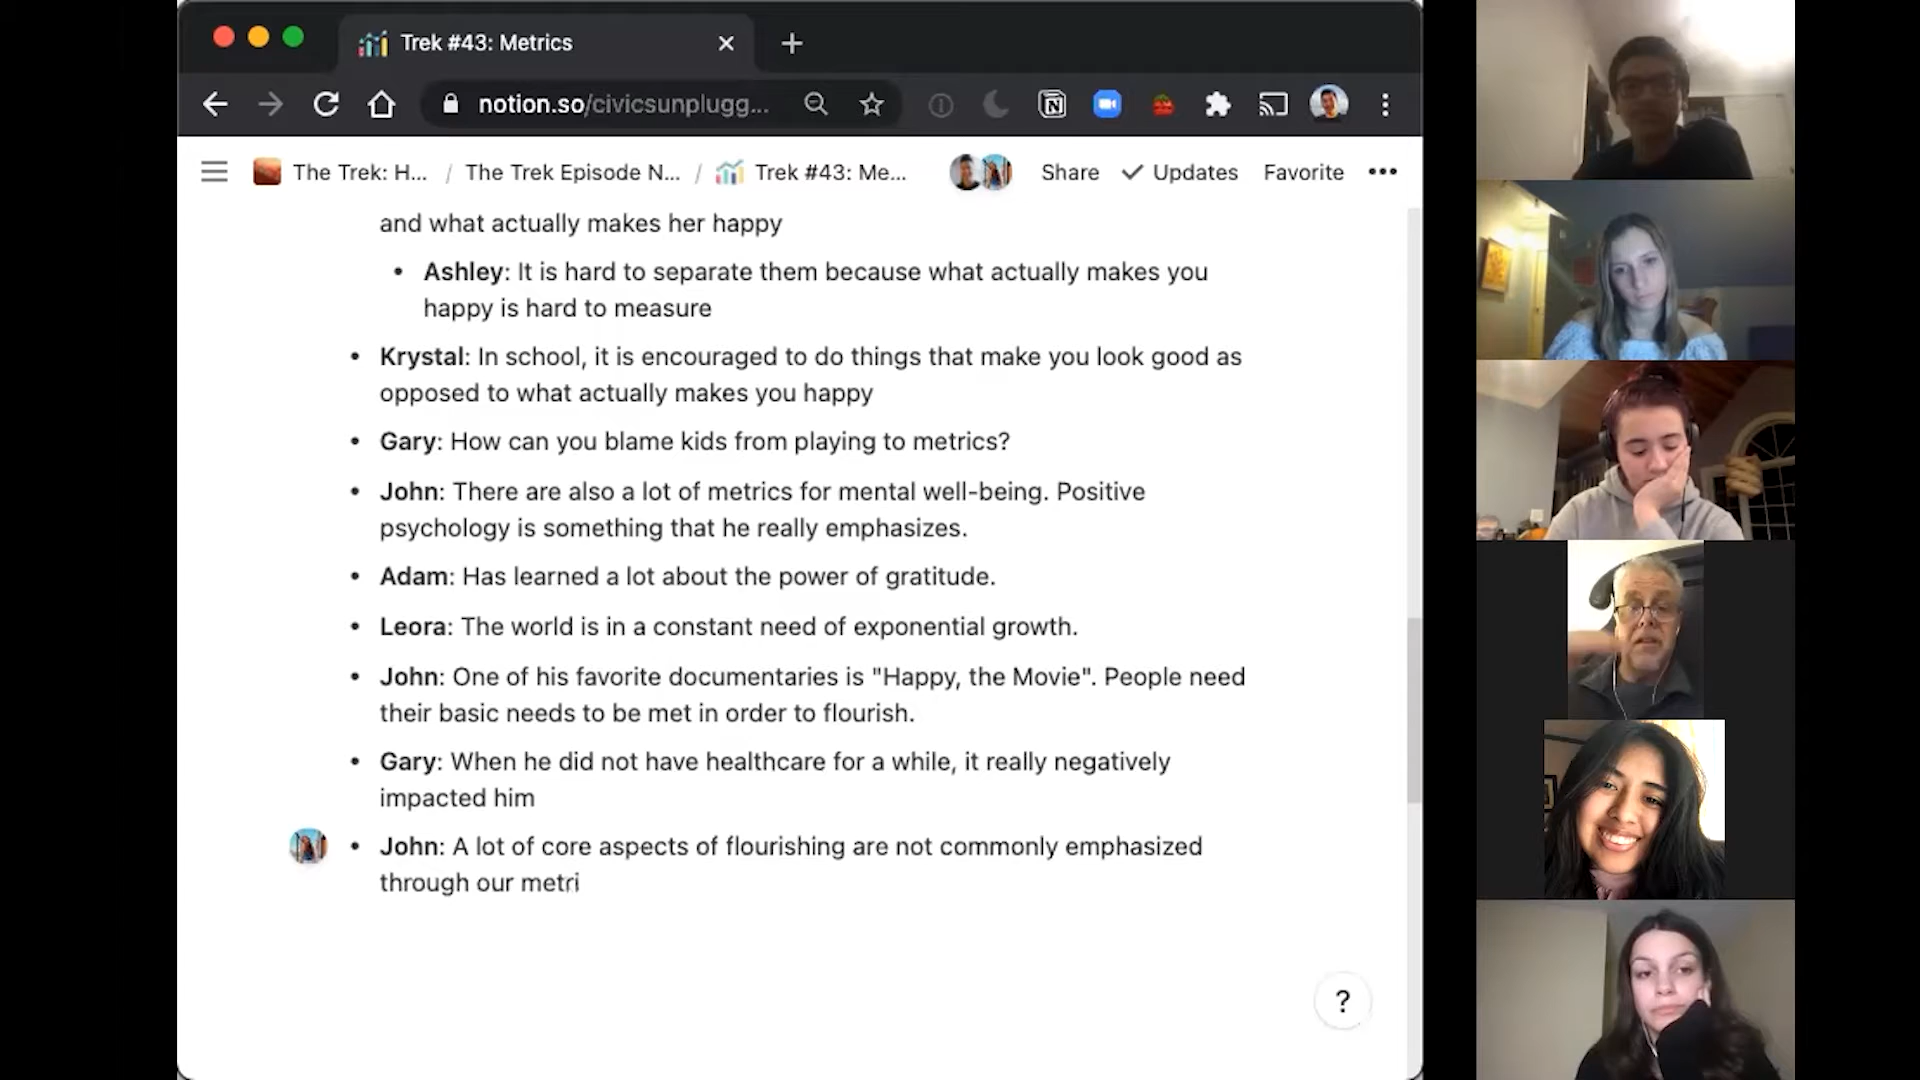 Trek #43: Metrics
notion.so/civicsunplugg...
The Trek: H... / The Trek Episode N... / Trek #43: Me... Share Updates Favorite
and what actually makes her happy
• Ashley: It is hard to separate them because what actually makes you
happy is hard to measure
• Krystal: In school, it is encouraged to do things that make you look good as
opposed to what actually makes you happy
• Gary: How can you blame kids from playing to metrics?
• John: There are also a lot of metrics for mental well-being. Positive
psychology is something that he really emphasizes.
• Adam: Has learned a lot about the power of gratitude.
• Leora: The world is in a constant need of exponential growth.
• John: One of his favorite documentaries is "Happy, the Movie". People need
their basic needs to be met in order to flourish.
• Gary: When he did not have healthcare for a while, it really negatively
impacted him
• John: A lot of core aspects of flourishing are not commonly emphasized
through our metri
?